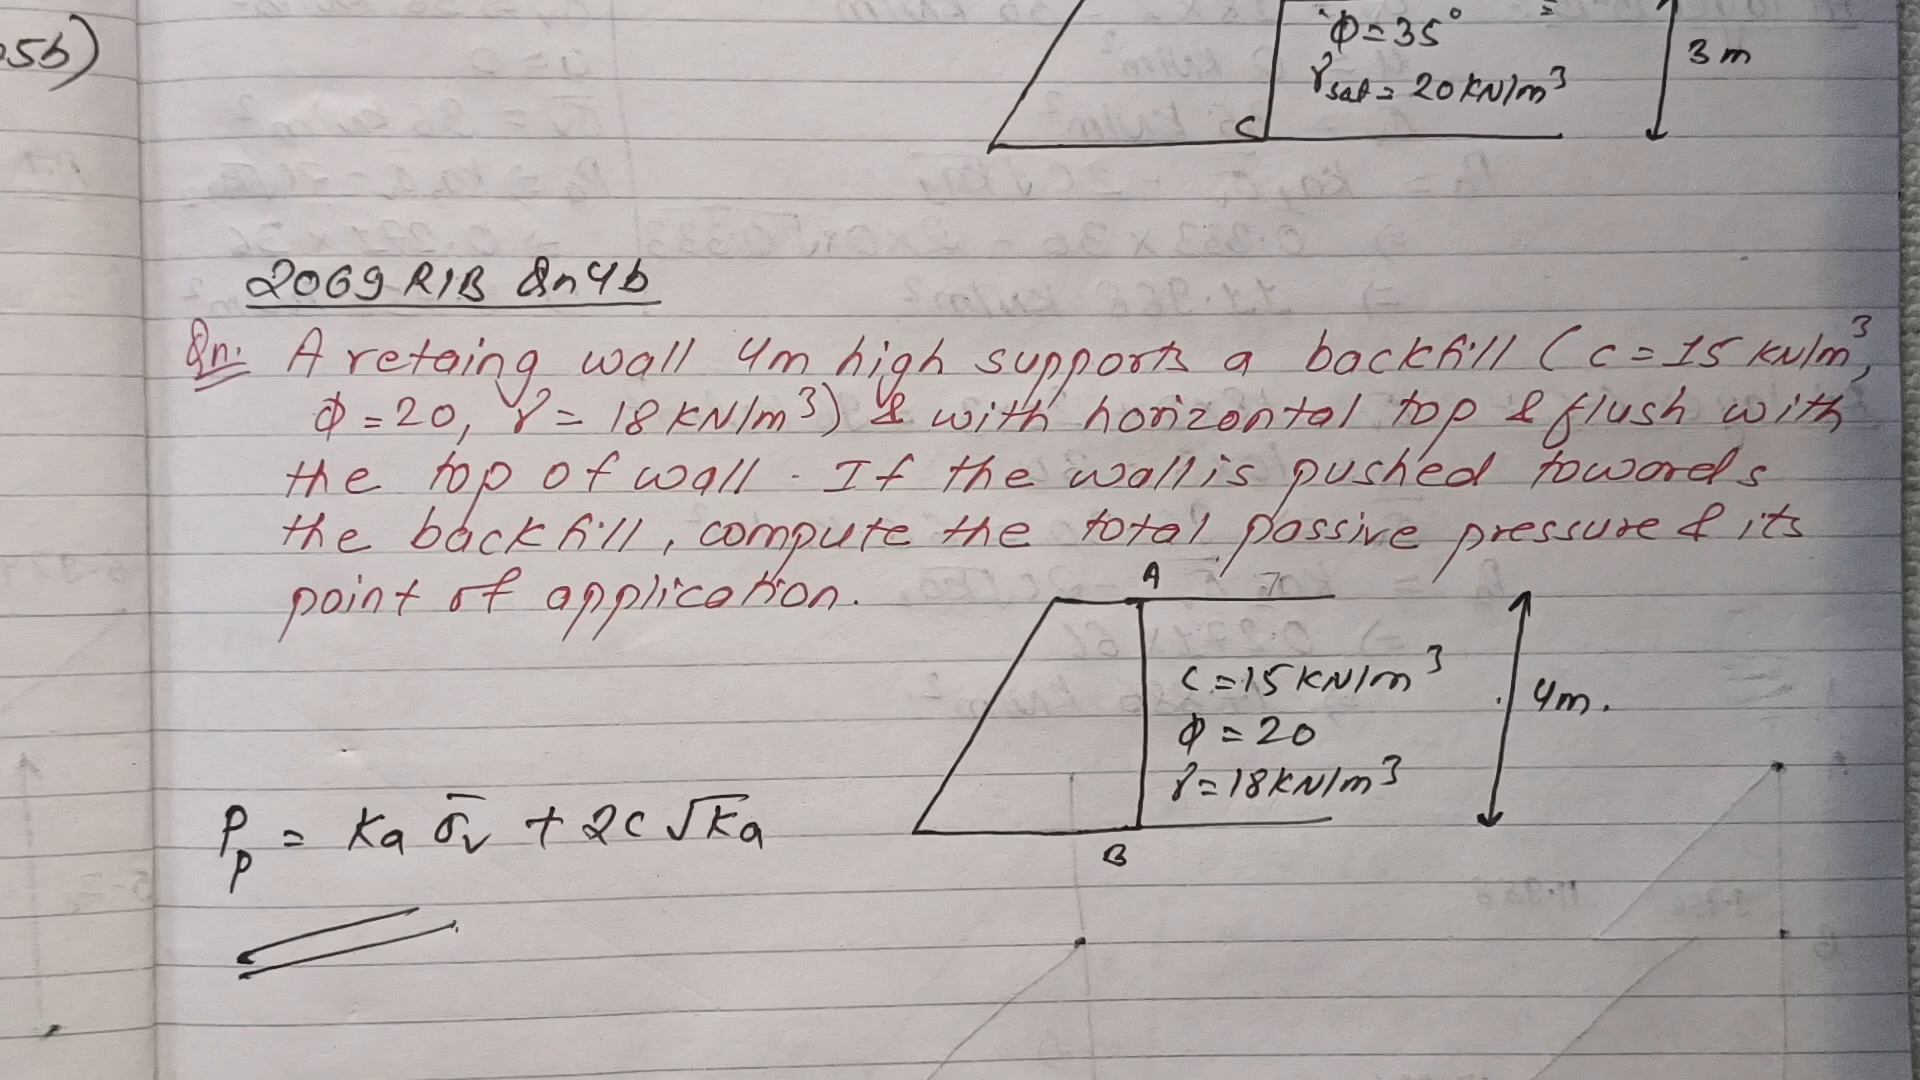 5b)
Φ=35°
γsat = 20 KN/m³
3 m
C
2069 R/B Qn4b
Qn: A retaing wall 4m high supports a backfill (c = 15 KN/m³,
Φ = 20, γ = 18 KN/m³) & with horizontal top & flush with
the top of wall. If the wall is pushed towards
the backfill, compute the total passive pressure & its
point of application.
A
c = 15 KN/m³
Φ = 20
γ = 18 KN/m³
4m.
B
Pp = Ka σ̄v + 2c √Ka